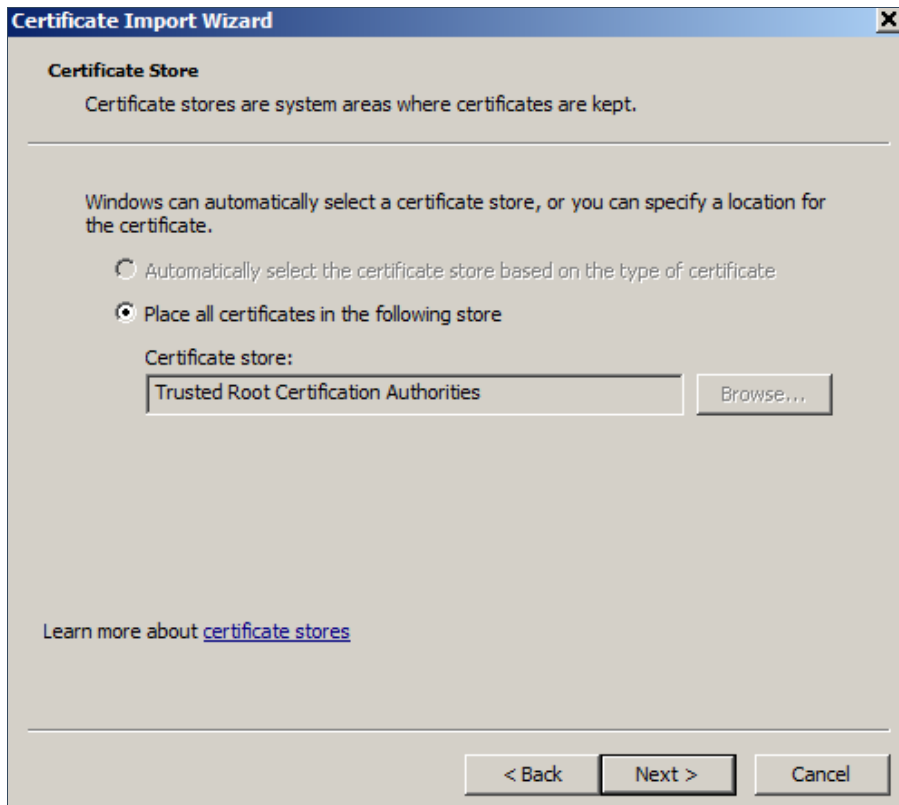 Certificate Import Wizard
Certificate Store
Certificate stores are system areas where certificates are kept.
Windows can automatically select a certificate store, or you can specify a location for
the certificate.
Automatically select the certificate store based on the type of certificate
Place all certificates in the following store
Certificate store:
Trusted Root Certification Authorities
Browse...
Learn more about certificate stores
< Back
Next >
Cancel